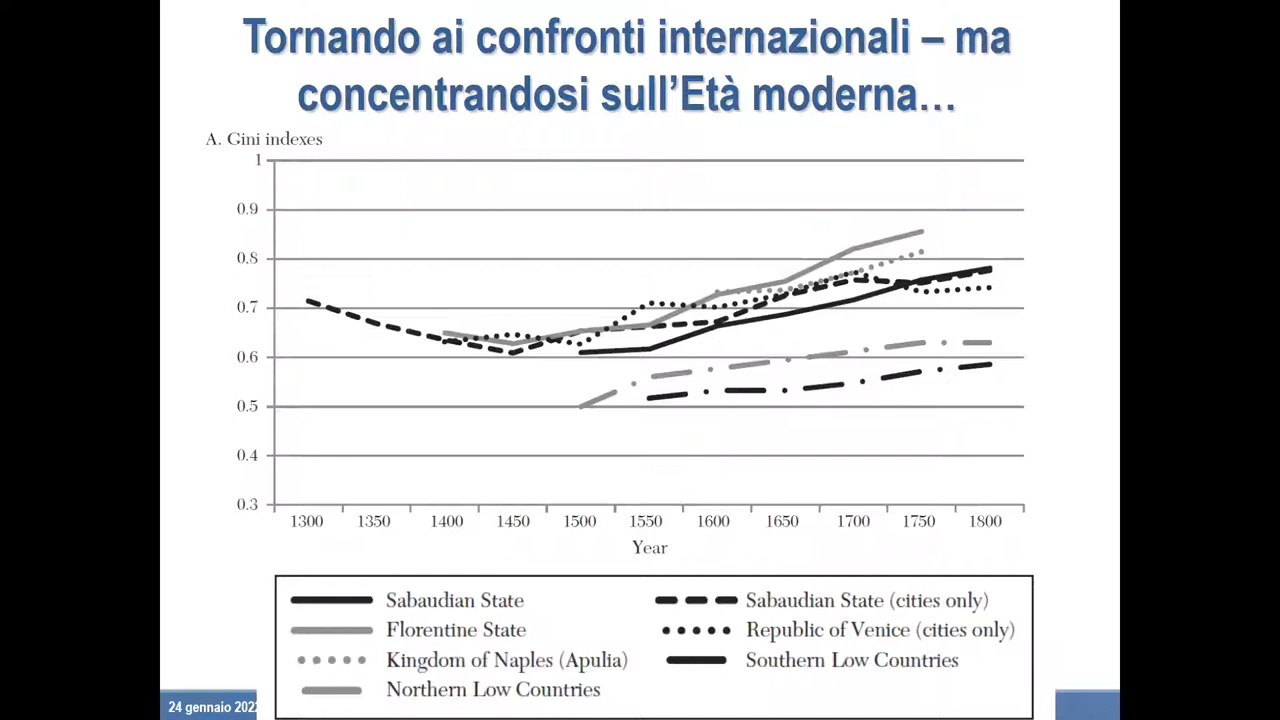 Tornando ai confronti internazionali – ma
concentrandosi sull’Età moderna…
A. Gini indexes
1
0.9
0.8
0.7
0.6
0.5
0.4
0.3
1300 1350 1400 1450 1500 1550 1600 1650 1700 1750 1800
Year
Sabaudian State
Sabaudian State (cities only)
Florentine State
Republic of Venice (cities only)
Kingdom of Naples (Apulia)
Southern Low Countries
Northern Low Countries
24 gennaio 2022